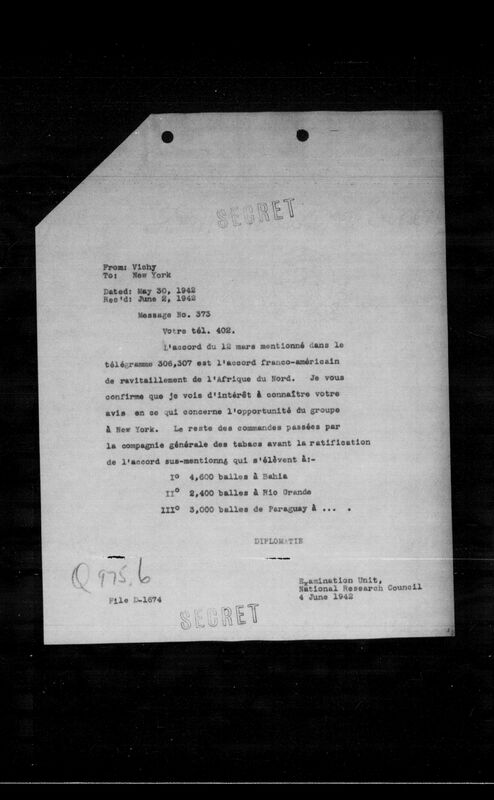 SECRET
From: Vichy
To: New York
Dated: May 30, 1942
Rec'd: June 2, 1942
Message No. 373
Votre tél. 402.
L'accord du 12 mars mentionné dans le
télégramme 306,307 est l'accord franco-américain
de ravitaillement de l'Afrique du Nord. Je vous
confirme que je vois d'intérêt à connaître votre
avis en ce qui concerne l'opportunité du groupe
à New York. Le reste des commandes passées par
la compagnie générale des tabacs avant la ratification
de l'accord sus-mentionné qui s'élèvent à:-
I° 4,600 balles à Bahia
II° 2,400 balles à Rio Grande
III° 3,000 balles de Paraguay à ... .
DIPLOMATIE
Q975.6
Examination Unit,
National Research Council
4 June 1942
File D-1674
SECRET